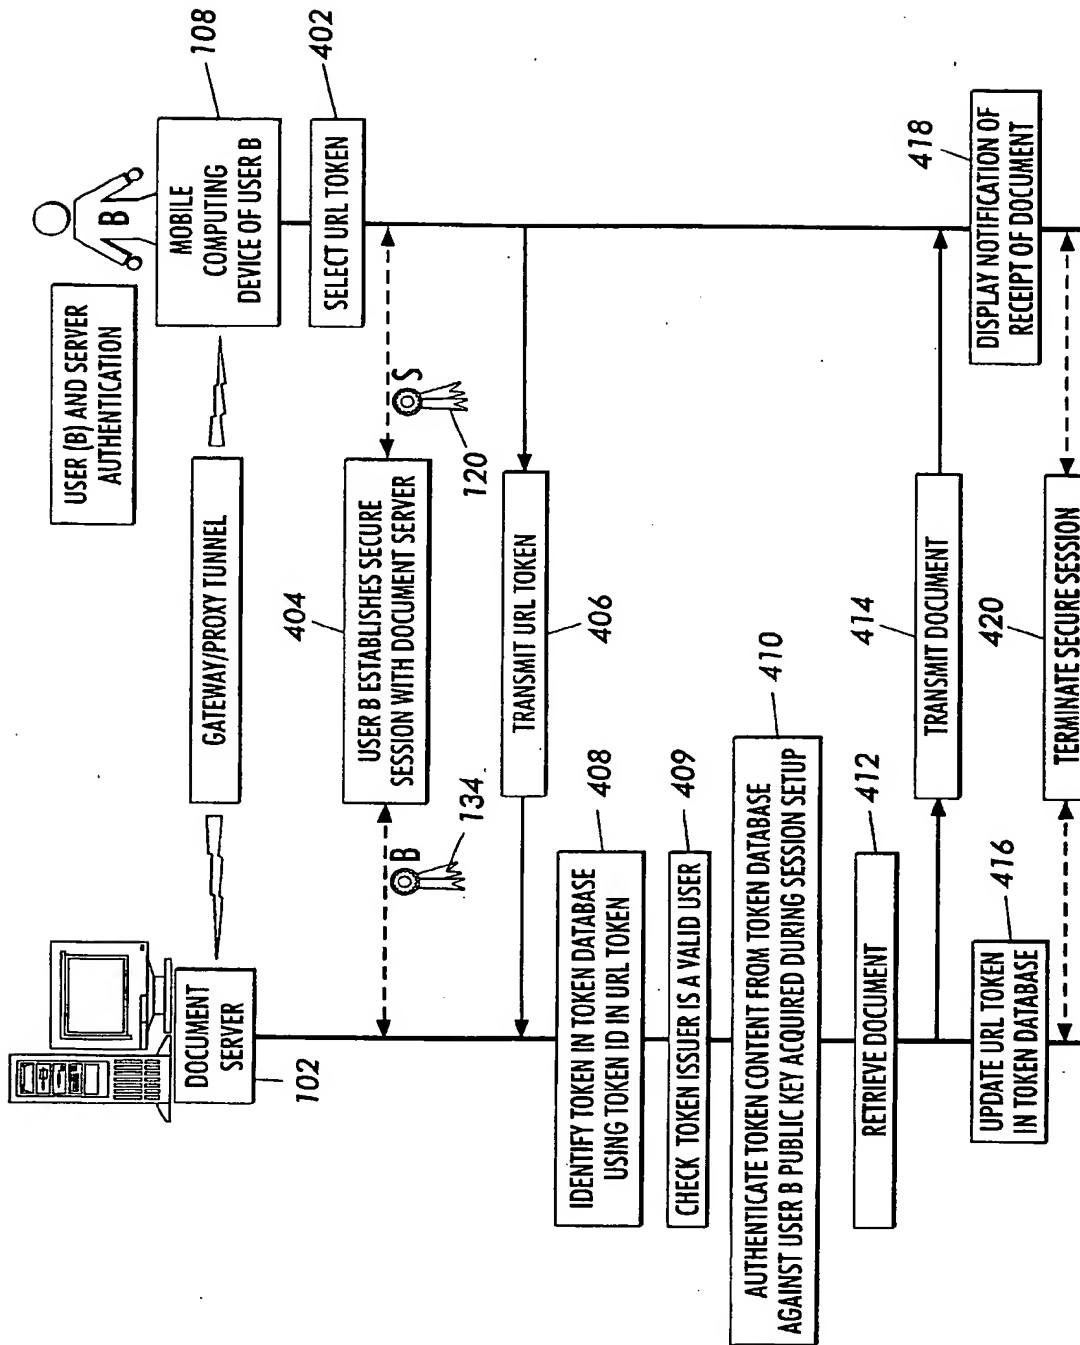 USER (B) AND SERVER
AUTHENTICATION
B
DOCUMENT
SERVER
102
GATEWAY/PROXY TUNNEL
MOBILE
COMPUTING
DEVICE OF USER B
108
SELECT URL TOKEN
402
404
USER B ESTABLISHES SECURE
SESSION WITH DOCUMENT SERVER
B
134
S
120
TRANSMIT URL TOKEN
406
IDENTIFY TOKEN IN TOKEN DATABASE
USING TOKEN ID IN URL TOKEN
408
CHECK TOKEN ISSUER IS A VALID USER
409
AUTHENTICATE TOKEN CONTENT FROM TOKEN DATABASE
AGAINST USER B PUBLIC KEY ACQUIRED DURING SESSION SETUP
410
RETRIEVE DOCUMENT
412
TRANSMIT DOCUMENT
414
UPDATE URL TOKEN
IN TOKEN DATABASE
416
DISPLAY NOTIFICATION OF
RECEIPT OF DOCUMENT
418
TERMINATE SECURE SESSION
420